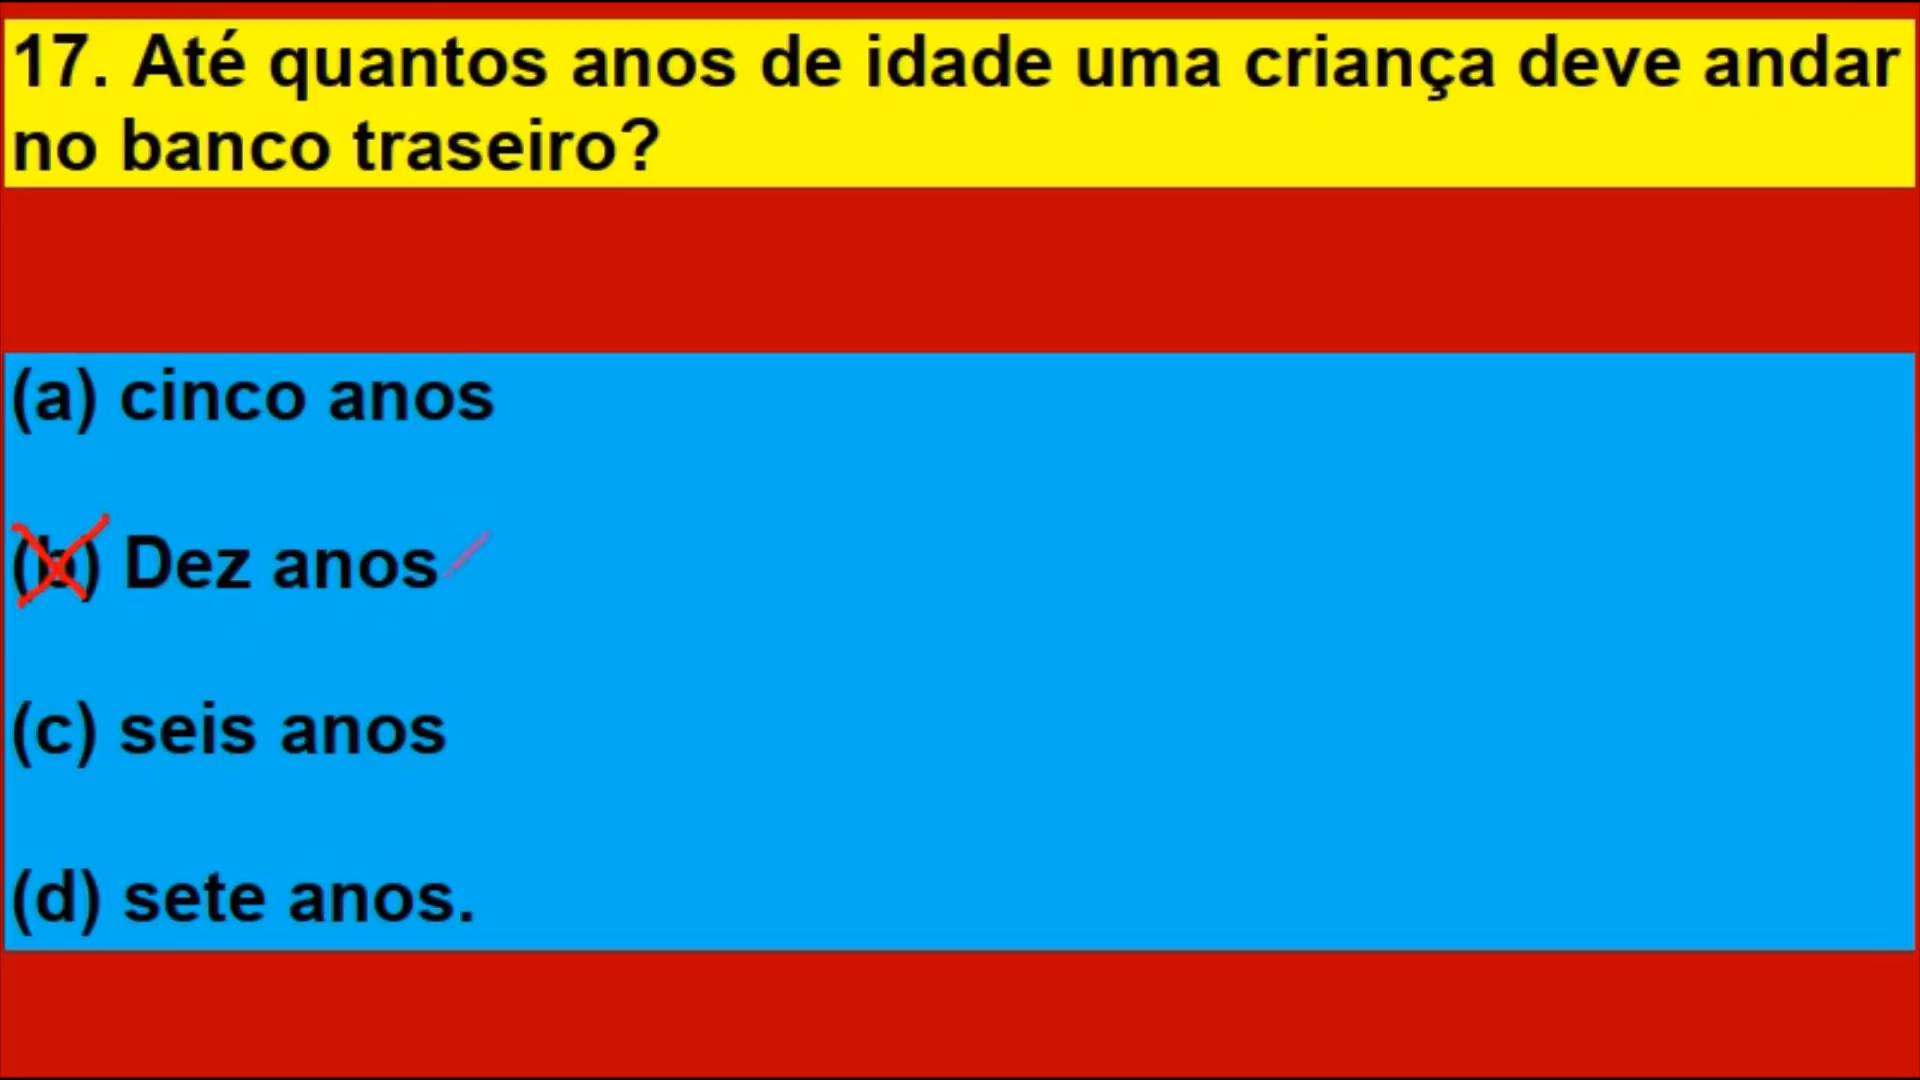 17. Até quantos anos de idade uma criança deve andar
no banco traseiro?
(a) cinco anos
(b) Dez anos
(c) seis anos
(d) sete anos.